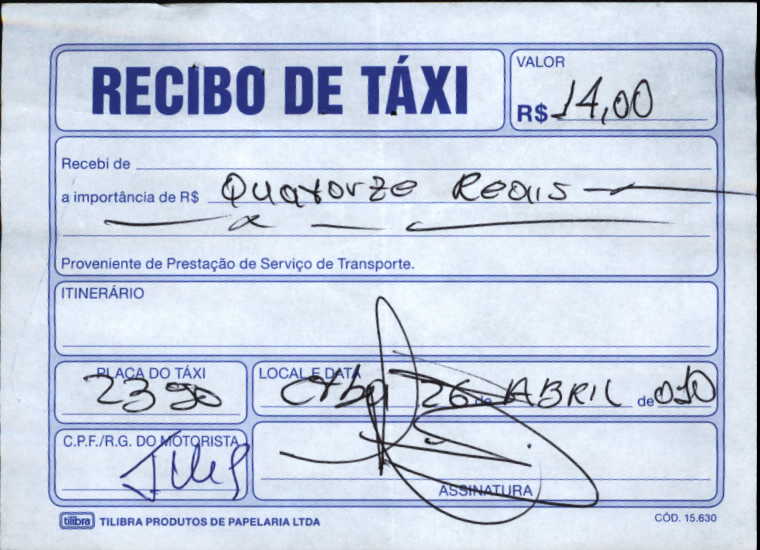 RECIBO DE TÁXI
VALOR
R$ 14,00
Recebi de
a importância de R$ Quatorze Reais
Proveniente de Prestação de Serviço de Transporte.
ITINERÁRIO
PLACA DO TÁXI
2390
LOCAL E DATA
Ctba 26 de ABRIL de 010
C.P.F./R.G. DO MOTORISTA
ASSINATURA
tilibra TILIBRA PRODUTOS DE PAPELARIA LTDA
CÓD. 15.630